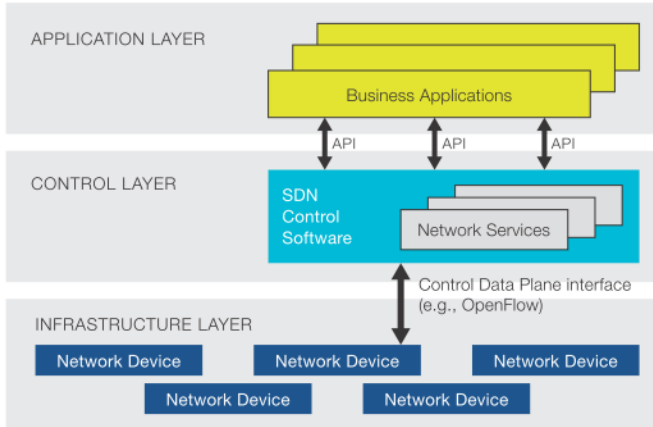 APPLICATION LAYER
Business Applications
API
API
API
CONTROL LAYER
SDN
Control
Software
Network Services
Control Data Plane interface
(e.g., OpenFlow)
INFRASTRUCTURE LAYER
Network Device
Network Device
Network Device
Network Device
Network Device